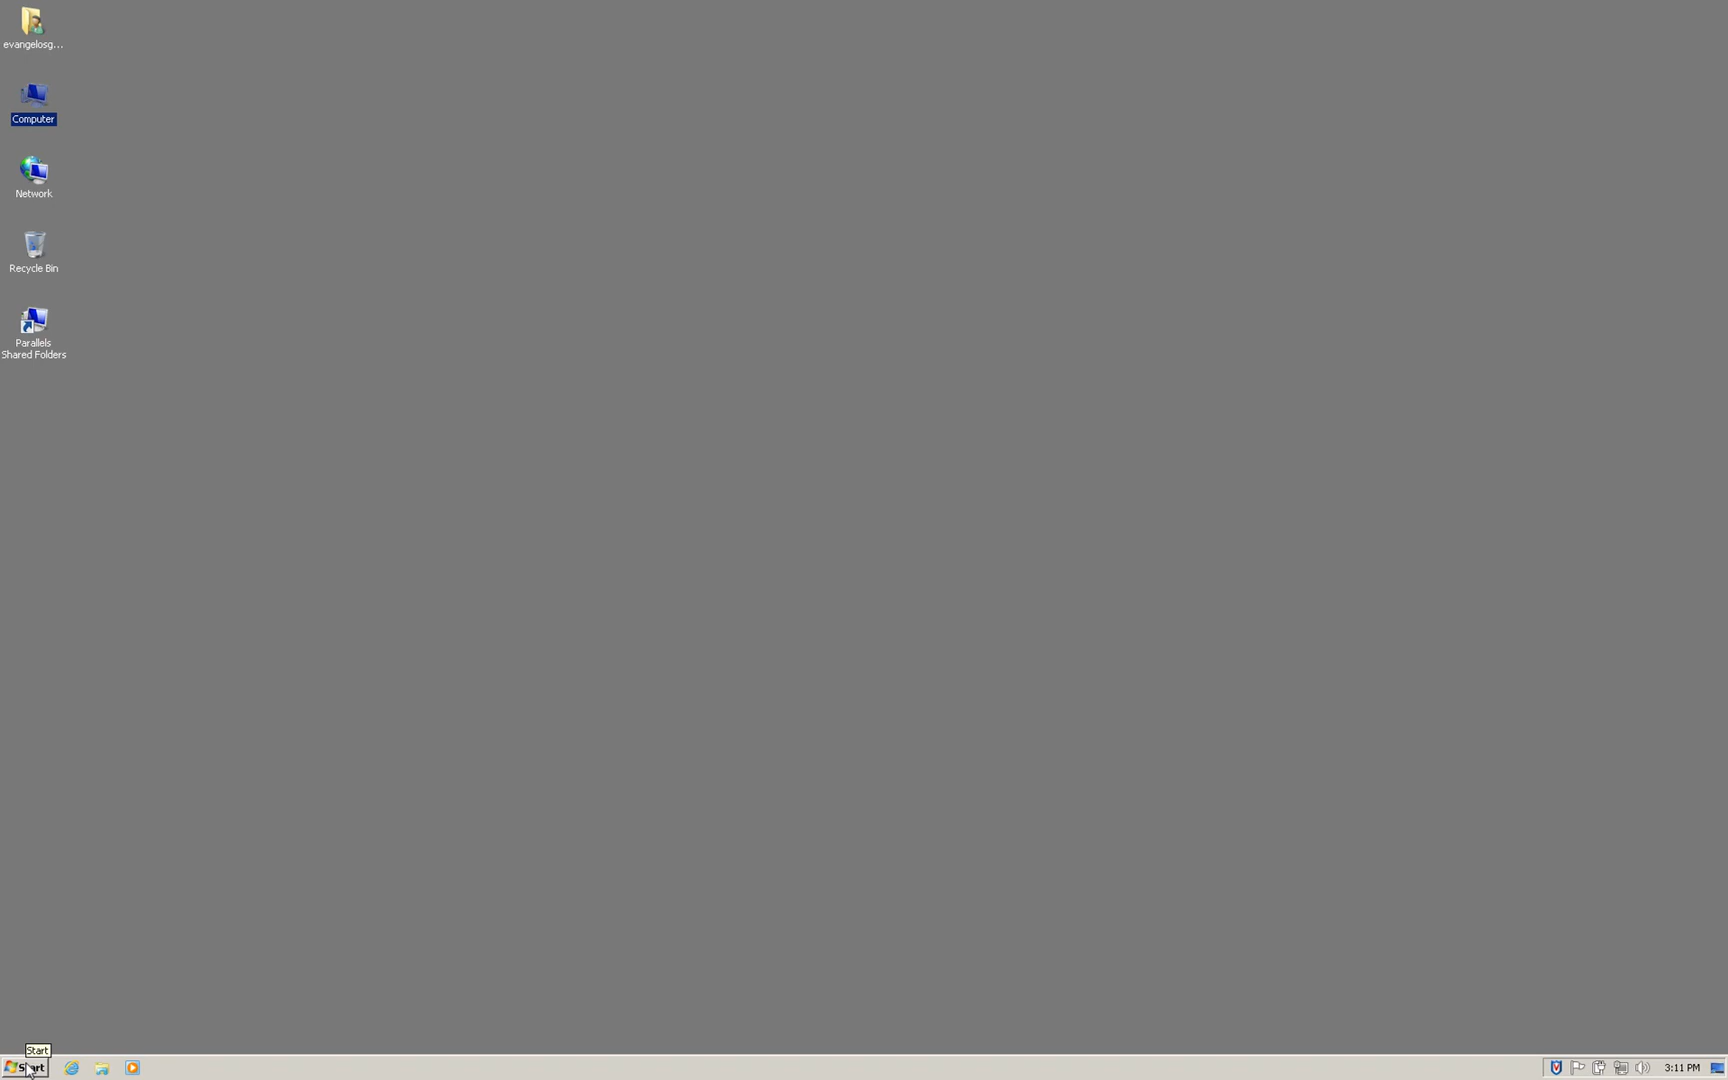 evangelosg...
Computer
Network
Recycle Bin
Parallels
Shared Folders
Start
Start
3:11 PM